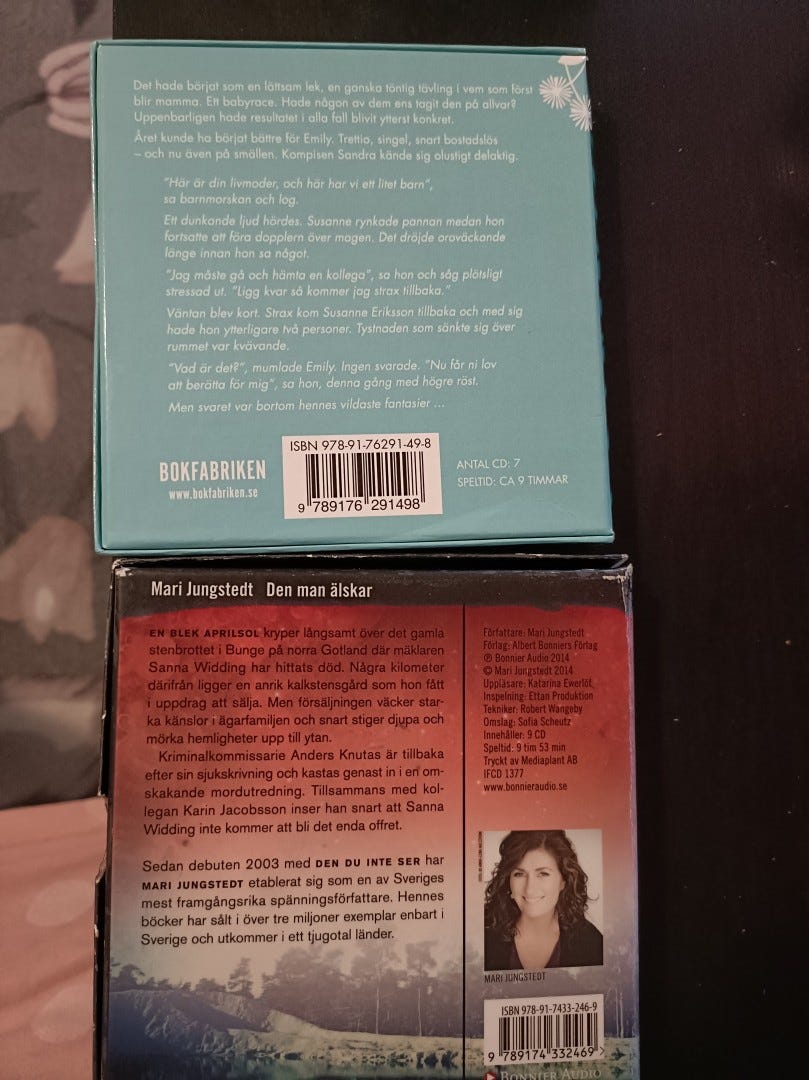 Det hade börjat som en lättsam lek, en ganska töntig tävling i vem som först
blir mamma. Ett babyrace. Hade någon av dem ens tagit den på allvar?
Uppenbarligen hade resultatet i alla fall blivit ytterst konkret.
Året kunde ha börjat bättre för Emily. Trettio, singel, snart bostadslös
– och nu även på smällen. Kompisen Sandra kände sig olustigt delaktig.
"Här är din livmoder, och här har vi ett litet barn",
sa barnmorskan och log.
Ett dunkande ljud hördes. Susanne rynkade pannan medan hon
fortsatte att föra dopplern över magen. Det dröjde oroväckande
länge innan hon sa något.
"Jag måste gå och hämta en kollega", sa hon och såg plötsligt
stressad ut. "Ligg kvar så kommer jag strax tillbaka."
Väntan blev kort. Strax kom Susanne Eriksson tillbaka och med sig
hade hon ytterligare två personer. Tystnaden som sänkte sig över
rummet var kvävande.
"Vad är det?", mumlade Emily. Ingen svarade. "Nu får ni lov
att berätta för mig", sa hon, denna gång med högre röst.
Men svaret var bortom hennes vildaste fantasier ...
BOKFABRIKEN
www.bokfabriken.se
ISBN 978-91-76291-49-8
9 789176 291498
ANTAL CD: 7
SPELTID: CA 9 TIMMAR
Mari Jungstedt Den man älskar
EN BLEK APRILSOL kryper långsamt över det gamla
stenbrottet i Bunge på norra Gotland där mäklaren
Sanna Widding har hittats död. Några kilometer
därifrån ligger en anrik kalkstensgård som hon fått
i uppdrag att sälja. Men försäljningen väcker star-
ka känslor i ägarfamiljen och snart stiger djupa och
mörka hemligheter upp till ytan.
Kriminalkommissarie Anders Knutas är tillbaka
efter sin sjukskrivning och kastas genast in i en om-
skakande mordutredning. Tillsammans med kol-
legan Karin Jacobsson inser han snart att Sanna
Widding inte kommer att bli det enda offret.
Sedan debuten 2003 med DEN DU INTE SER har
MARI JUNGSTEDT etablerat sig som en av Sveriges
mest framgångsrika spänningsförfattare. Hennes
böcker har sålt i över tre miljoner exemplar enbart i
Sverige och utkommer i ett tjugotal länder.
Författare: Mari Jungstedt
Förlag: Albert Bonniers Förlag
℗ Bonnier Audio 2014
© Mari Jungstedt 2014
Uppläsare: Katarina Ewerlöf
Inspelning: Ettan Produktion
Tekniker: Robert Wangeby
Omslag: Sofia Scheutz
Innehåller: 9 CD
Speltid: 9 tim 53 min
Tryckt av Mediaplant AB
IFCD 1377
www.bonnieraudio.se
MARI JUNGSTEDT
ISBN 978-91-7433-246-9
9 789174 332469
BONNIER AUDIO